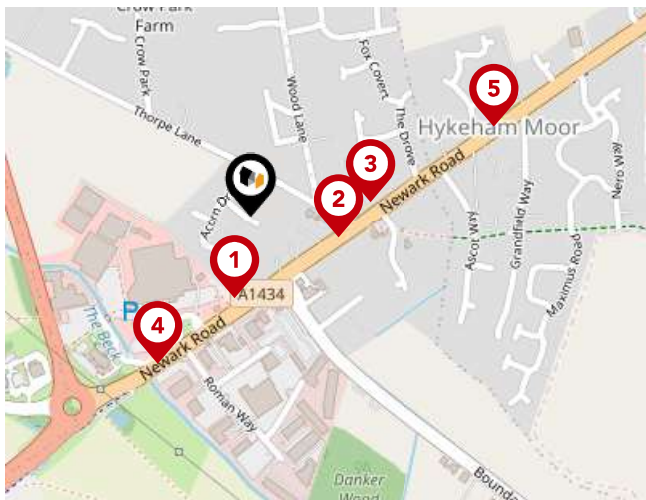 Crow Park
Farm
Crow Park
Fox Covert
Wood Lane
The Drove
Thorpe Lane
5
Hykeham Moor
3
Newark Road
Nero Way
2
Acorn
Grandfield Way
Ascot Way
Maximus Road
1
A1434
P
The Beck
4
Newark Road
Roman Way
Danker
Wood